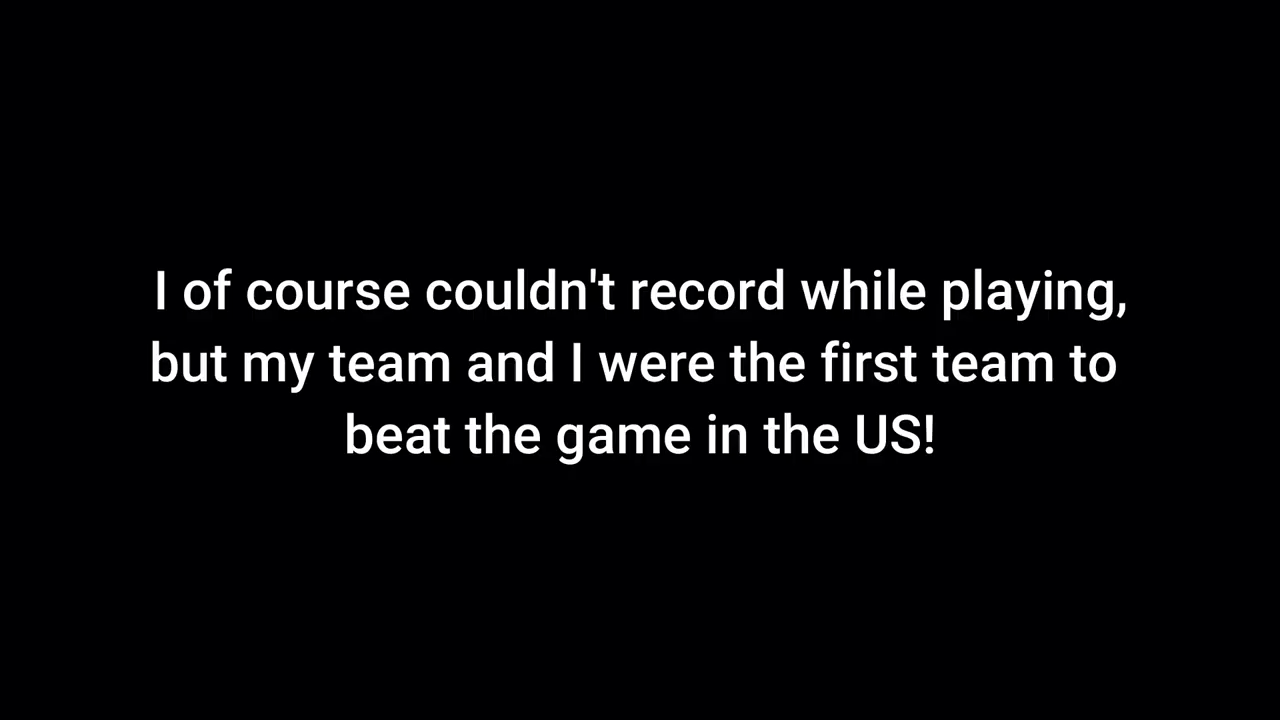 I of course couldn't record while playing,
but my team and I were the first team to
beat the game in the US!